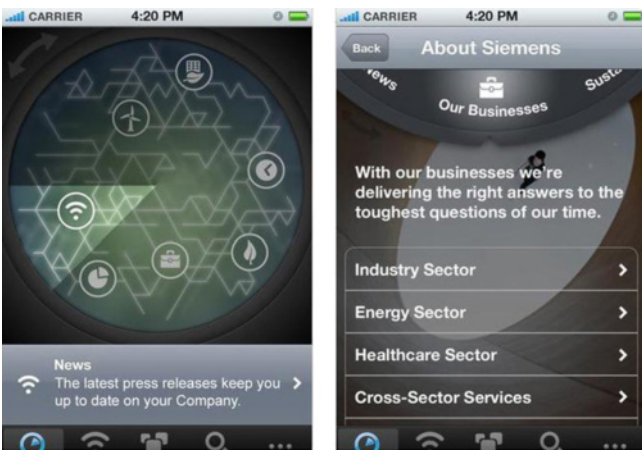 CARRIER 4:20 PM
News
The latest press releases keep you
up to date on your Company.
CARRIER 4:20 PM
Back About Siemens
News Our Businesses
With our businesses we're
delivering the right answers to the
toughest questions of our time.
Industry Sector
Energy Sector
Healthcare Sector
Cross-Sector Services